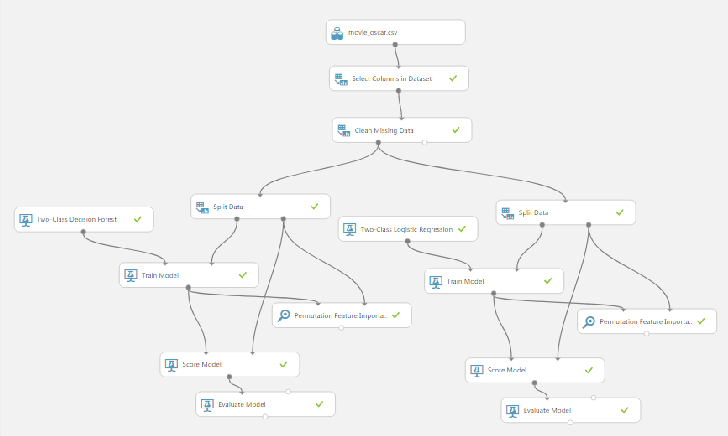 movie_oscar.csv
Select Columns in Dataset
Clean Missing Data
Split Data
Split Data
Two-Class Decision Forest
Two-Class Logistic Regression
Train Model
Train Model
Permutation Feature Importa...
Permutation Feature Importa...
Score Model
Score Model
Evaluate Model
Evaluate Model